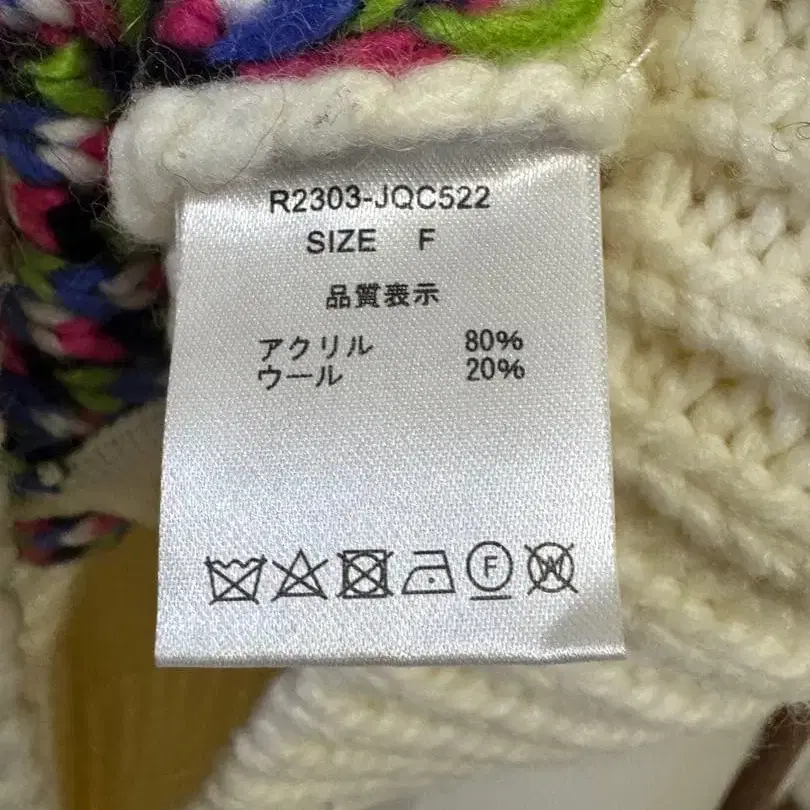 R2303-JQC522
SIZE F
品質表示
アクリル 80%
ウール 20%
F W